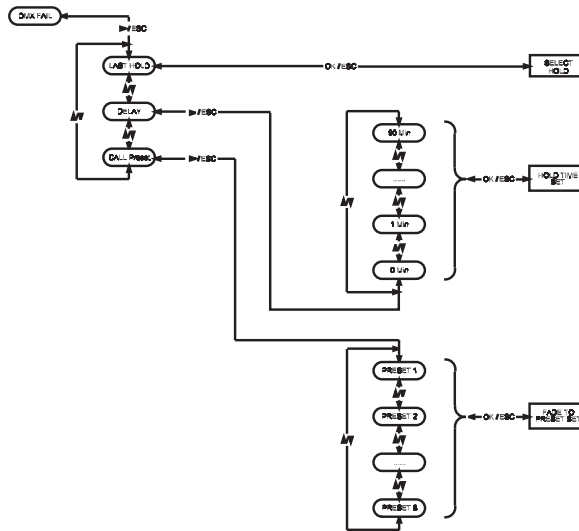 DMX FAIL
►/ESC
LAST HOLD
OK / ESC
SELECT
HOLD
▲/▼
▲/▼
DELAY
►/ESC
▲/▼
CALL Preset
►/ESC
90 Min
▲/▼
......
▲/▼
▲/▼
1 Min
▲/▼
0 Min
OK / ESC
HOLD TIME
SET
PRESET 1
▲/▼
PRESET 2
▲/▼
▲/▼
......
▲/▼
PRESET 8
OK / ESC
FADE TO
PRESET SET